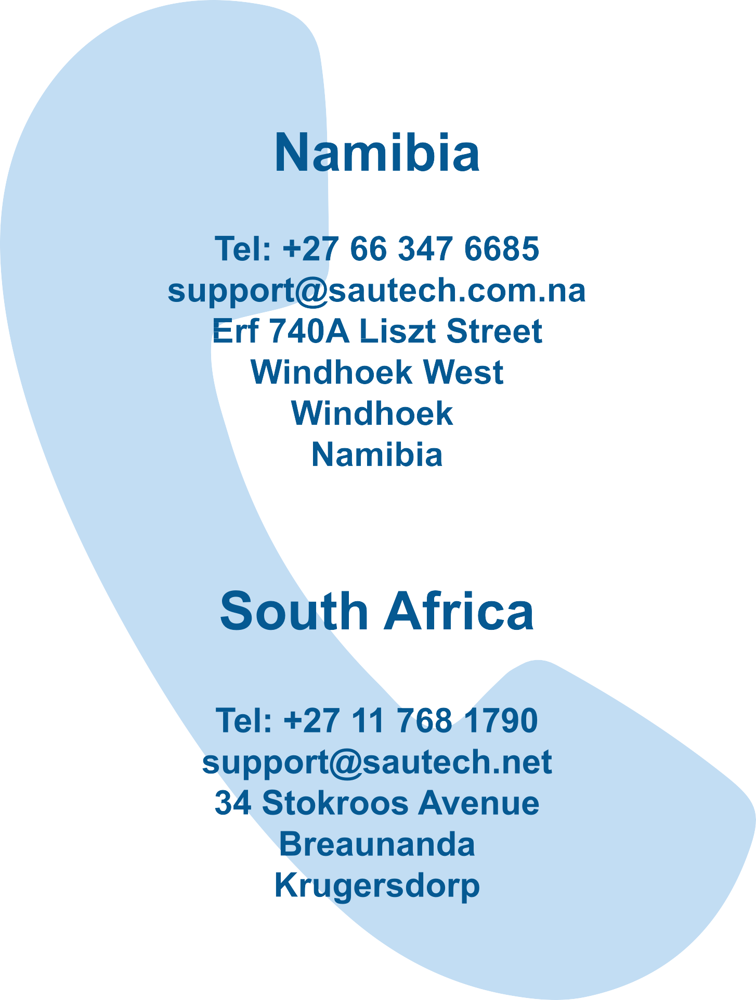 Namibia
Tel: +27 66 347 6685
support@sautech.com.na
Erf 740A Liszt Street
Windhoek West
Windhoek
Namibia
South Africa
Tel: +27 11 768 1790
support@sautech.net
34 Stokroos Avenue
Breaunanda
Krugersdorp